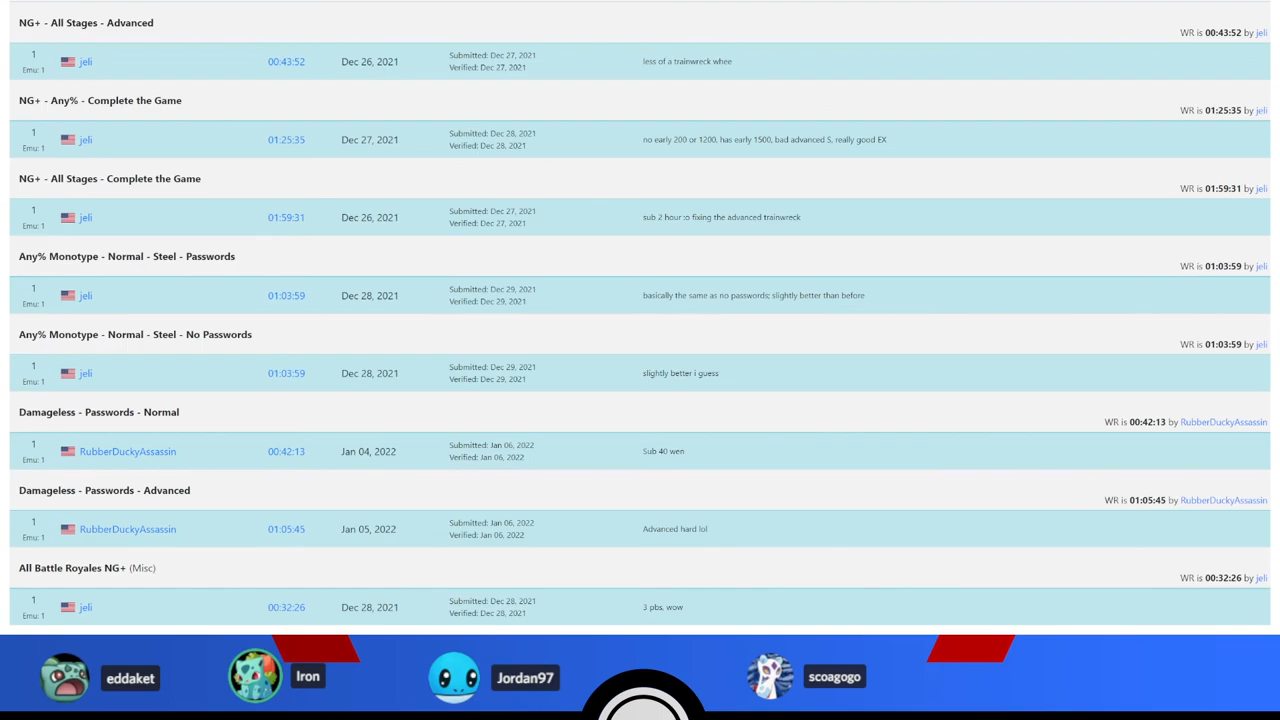 NG+ - All Stages - Advanced
WR is 00:43:52 by jeli
1 jeli 00:43:52 Dec 26, 2021 Submitted: Dec 27, 2021 less of a trainwreck whee
Emu: 1 Verified: Dec 27, 2021
NG+ - Any% - Complete the Game
WR is 01:25:35 by jeli
1 jeli 01:25:35 Dec 27, 2021 Submitted: Dec 28, 2021 no early 200 or 1200, has early 1500, bad advanced S, really good EX
Emu: 1 Verified: Dec 28, 2021
NG+ - All Stages - Complete the Game
WR is 01:59:31 by jeli
1 jeli 01:59:31 Dec 26, 2021 Submitted: Dec 27, 2021 sub 2 hour :o fixing the advanced trainwreck
Emu: 1 Verified: Dec 27, 2021
Any% Monotype - Normal - Steel - Passwords
WR is 01:03:59 by jeli
1 jeli 01:03:59 Dec 28, 2021 Submitted: Dec 29, 2021 basically the same as no passwords; slightly better than before
Emu: 1 Verified: Dec 29, 2021
Any% Monotype - Normal - Steel - No Passwords
WR is 01:03:59 by jeli
1 jeli 01:03:59 Dec 28, 2021 Submitted: Dec 29, 2021 slightly better i guess
Emu: 1 Verified: Dec 29, 2021
Damageless - Passwords - Normal
WR is 00:42:13 by RubberDuckyAssassin
1 RubberDuckyAssassin 00:42:13 Jan 04, 2022 Submitted: Jan 06, 2022 Sub 40 wen
Emu: 1 Verified: Jan 06, 2022
Damageless - Passwords - Advanced
WR is 01:05:45 by RubberDuckyAssassin
1 RubberDuckyAssassin 01:05:45 Jan 05, 2022 Submitted: Jan 06, 2022 Advanced hard lol
Emu: 1 Verified: Jan 06, 2022
All Battle Royales NG+ (Misc)
WR is 00:32:26 by jeli
1 jeli 00:32:26 Dec 28, 2021 Submitted: Dec 28, 2021 3 pbs, wow
Emu: 1 Verified: Dec 28, 2021
eddaket Iron Jordan97 scoagogo